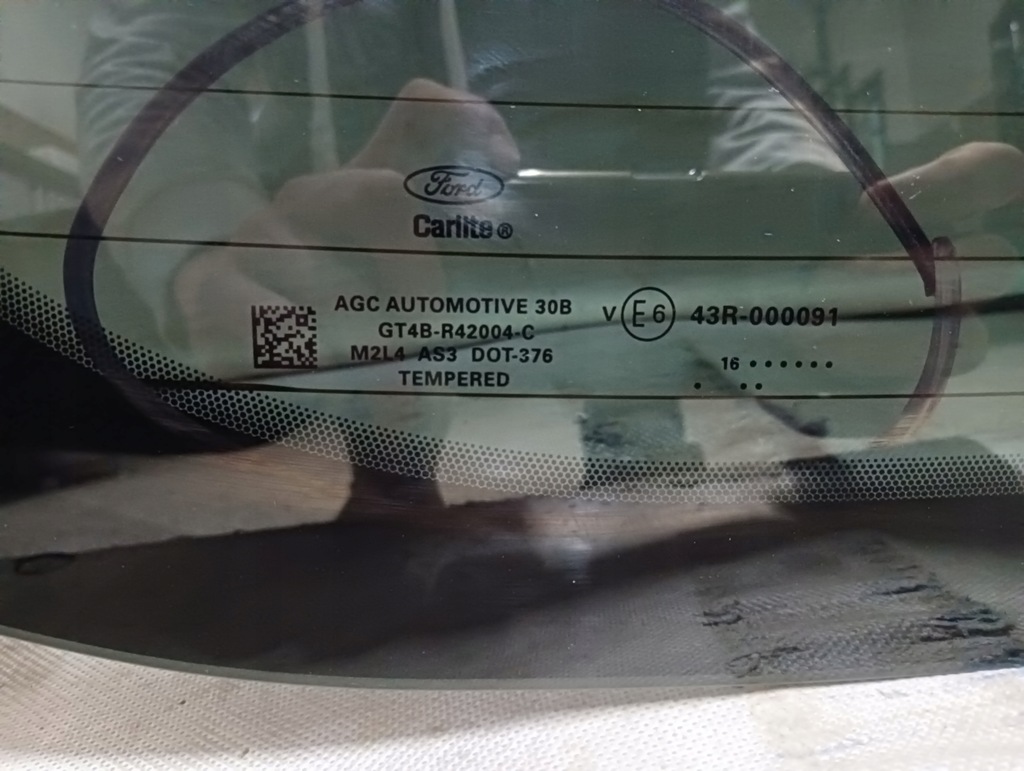 Ford
Carlite®
AGC AUTOMOTIVE 30B
GT4B-R42004-C
M2L4 AS3 DOT-376
TEMPERED
V E6 43R-000091
16 • • • • • •
• • •